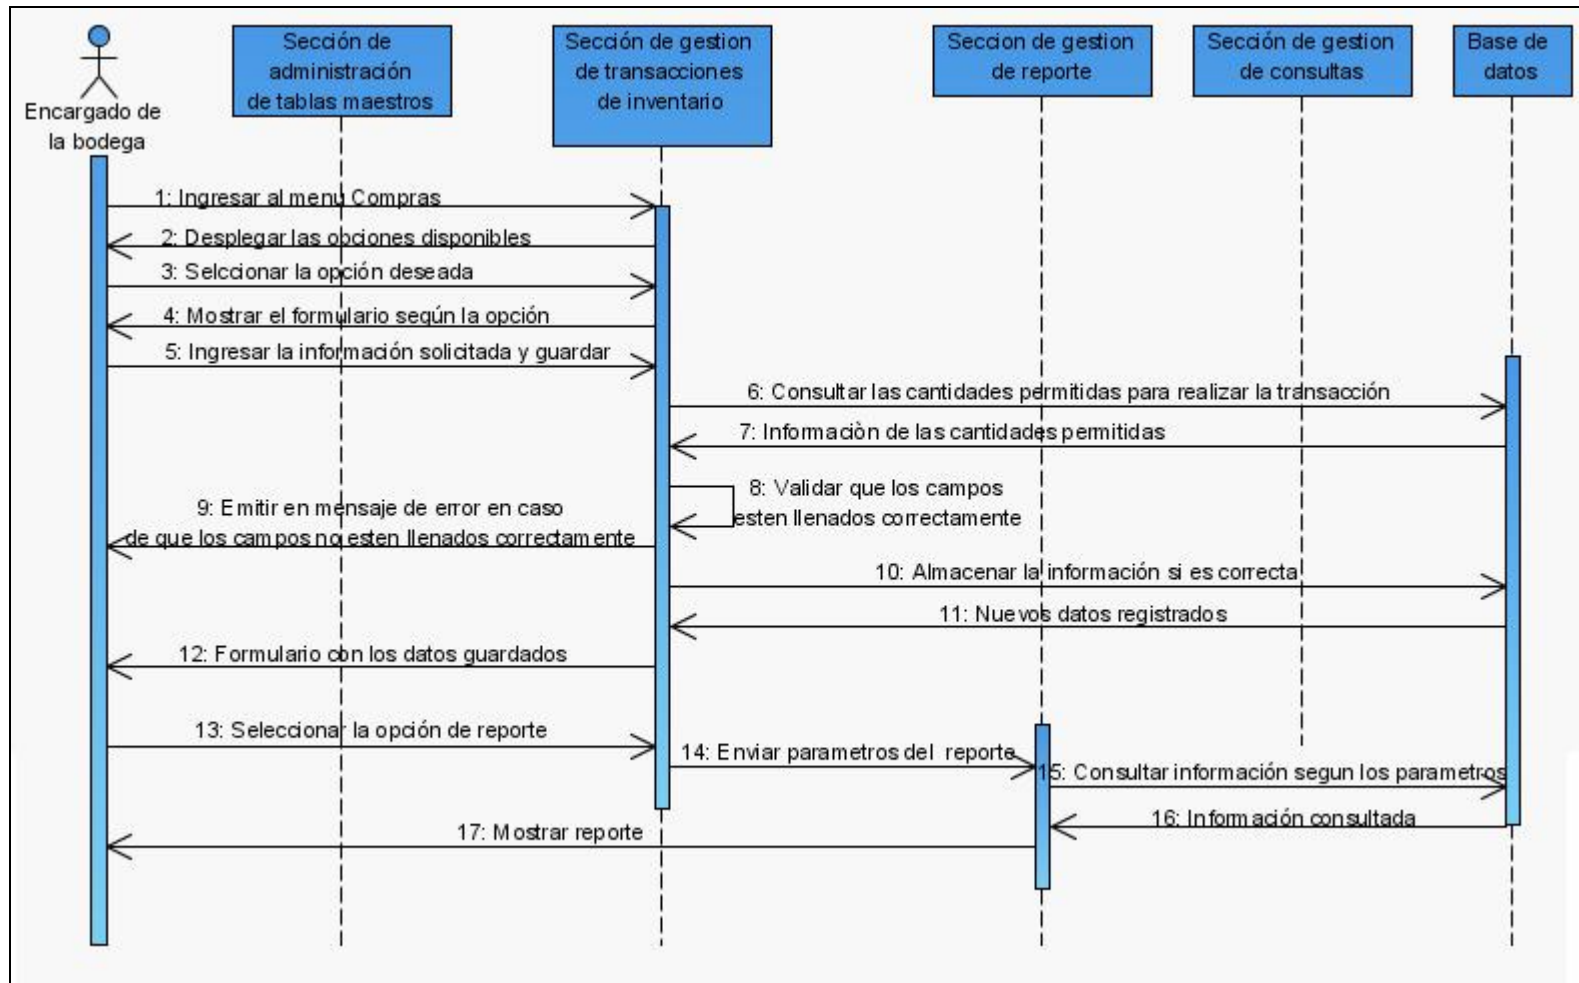 Encargado de
la bodega
Sección de
administración
de tablas maestros
Sección de gestion
de transacciones
de inventario
Seccion de gestion
de reporte
Sección de gestion
de consultas
Base de
datos
1: Ingresar al menu Compras
2: Desplegar las opciones disponibles
3: Selccionar la opción deseada
4: Mostrar el formulario según la opción
5: Ingresar la información solicitada y guardar
6: Consultar las cantidades permitidas para realizar la transacción
7: Informaciòn de las cantidades permitidas
8: Validar que los campos
esten llenados correctamente
9: Emitir en mensaje de error en caso
de que los campos no esten llenados correctamente
10: Almacenar la información si es correcta
11: Nuevos datos registrados
12: Formulario con los datos guardados
13: Seleccionar la opción de reporte
14: Enviar parametros del reporte
15: Consultar información segun los parametros
16: Información consultada
17: Mostrar reporte